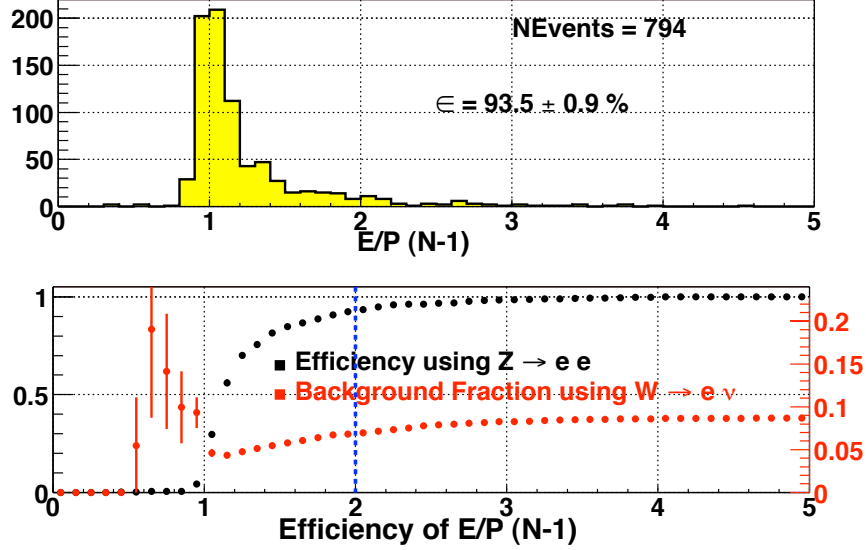 200
NEvents = 794
150
∈ = 93.5 ± 0.9 %
100
50
0
0 1 2 3 4 5
E/P (N-1)
1
0.2
Efficiency using Z → e e
0.15
Background Fraction using W → e ν
0.5
0.1
0.05
0
0
0 1 2 3 4 5
Efficiency of E/P (N-1)